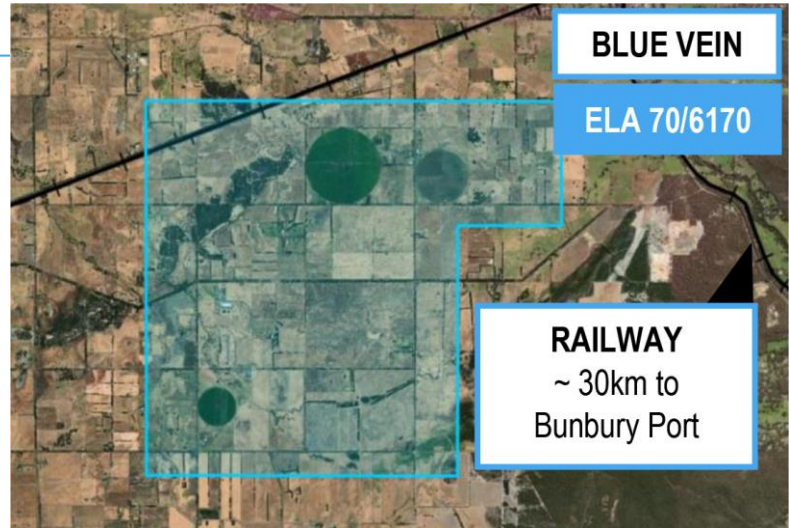 BLUE VEIN
ELA 70/6170
RAILWAY
~ 30km to
Bunbury Port